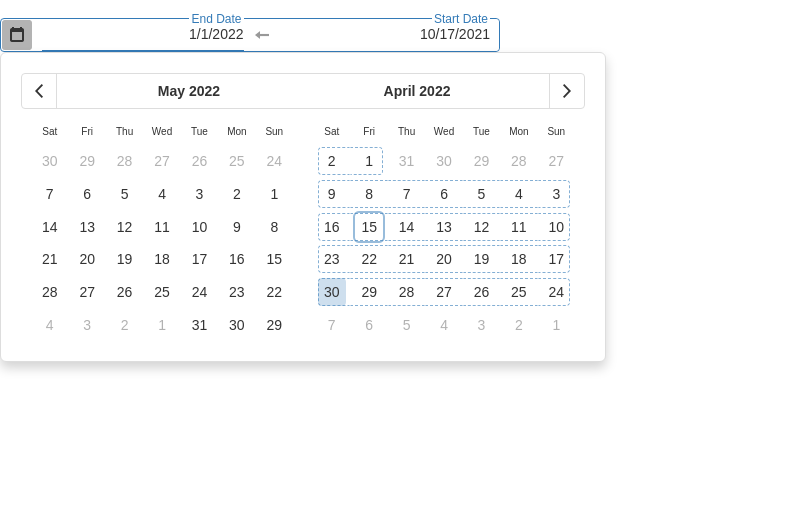 End Date Start Date
1/1/2022 10/17/2021
May 2022 April 2022
Sat Fri Thu Wed Tue Mon Sun Sat Fri Thu Wed Tue Mon Sun
30 29 28 27 26 25 24 2 1 31 30 29 28 27
7 6 5 4 3 2 1 9 8 7 6 5 4 3
14 13 12 11 10 9 8 16 15 14 13 12 11 10
21 20 19 18 17 16 15 23 22 21 20 19 18 17
28 27 26 25 24 23 22 30 29 28 27 26 25 24
4 3 2 1 31 30 29 7 6 5 4 3 2 1